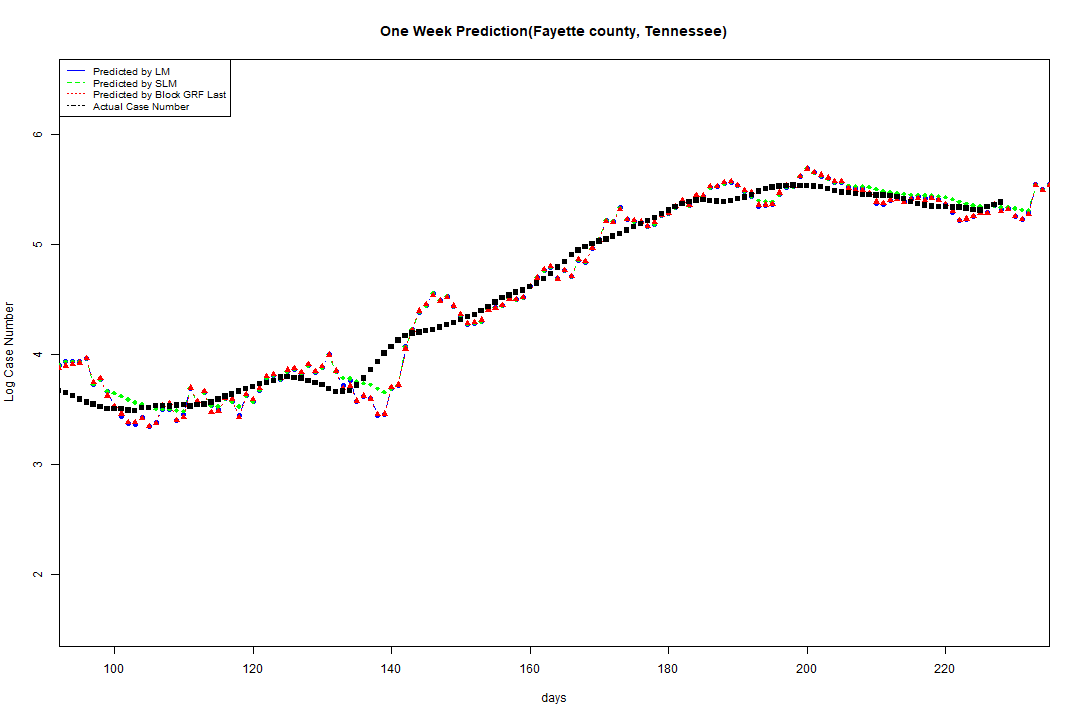 One Week Prediction(Fayette county, Tennessee)
Predicted by LM
Predicted by SLM
Predicted by Block GRF Last
Actual Case Number
6
5
4
3
2
Log Case Number
100 120 140 160 180 200 220
days